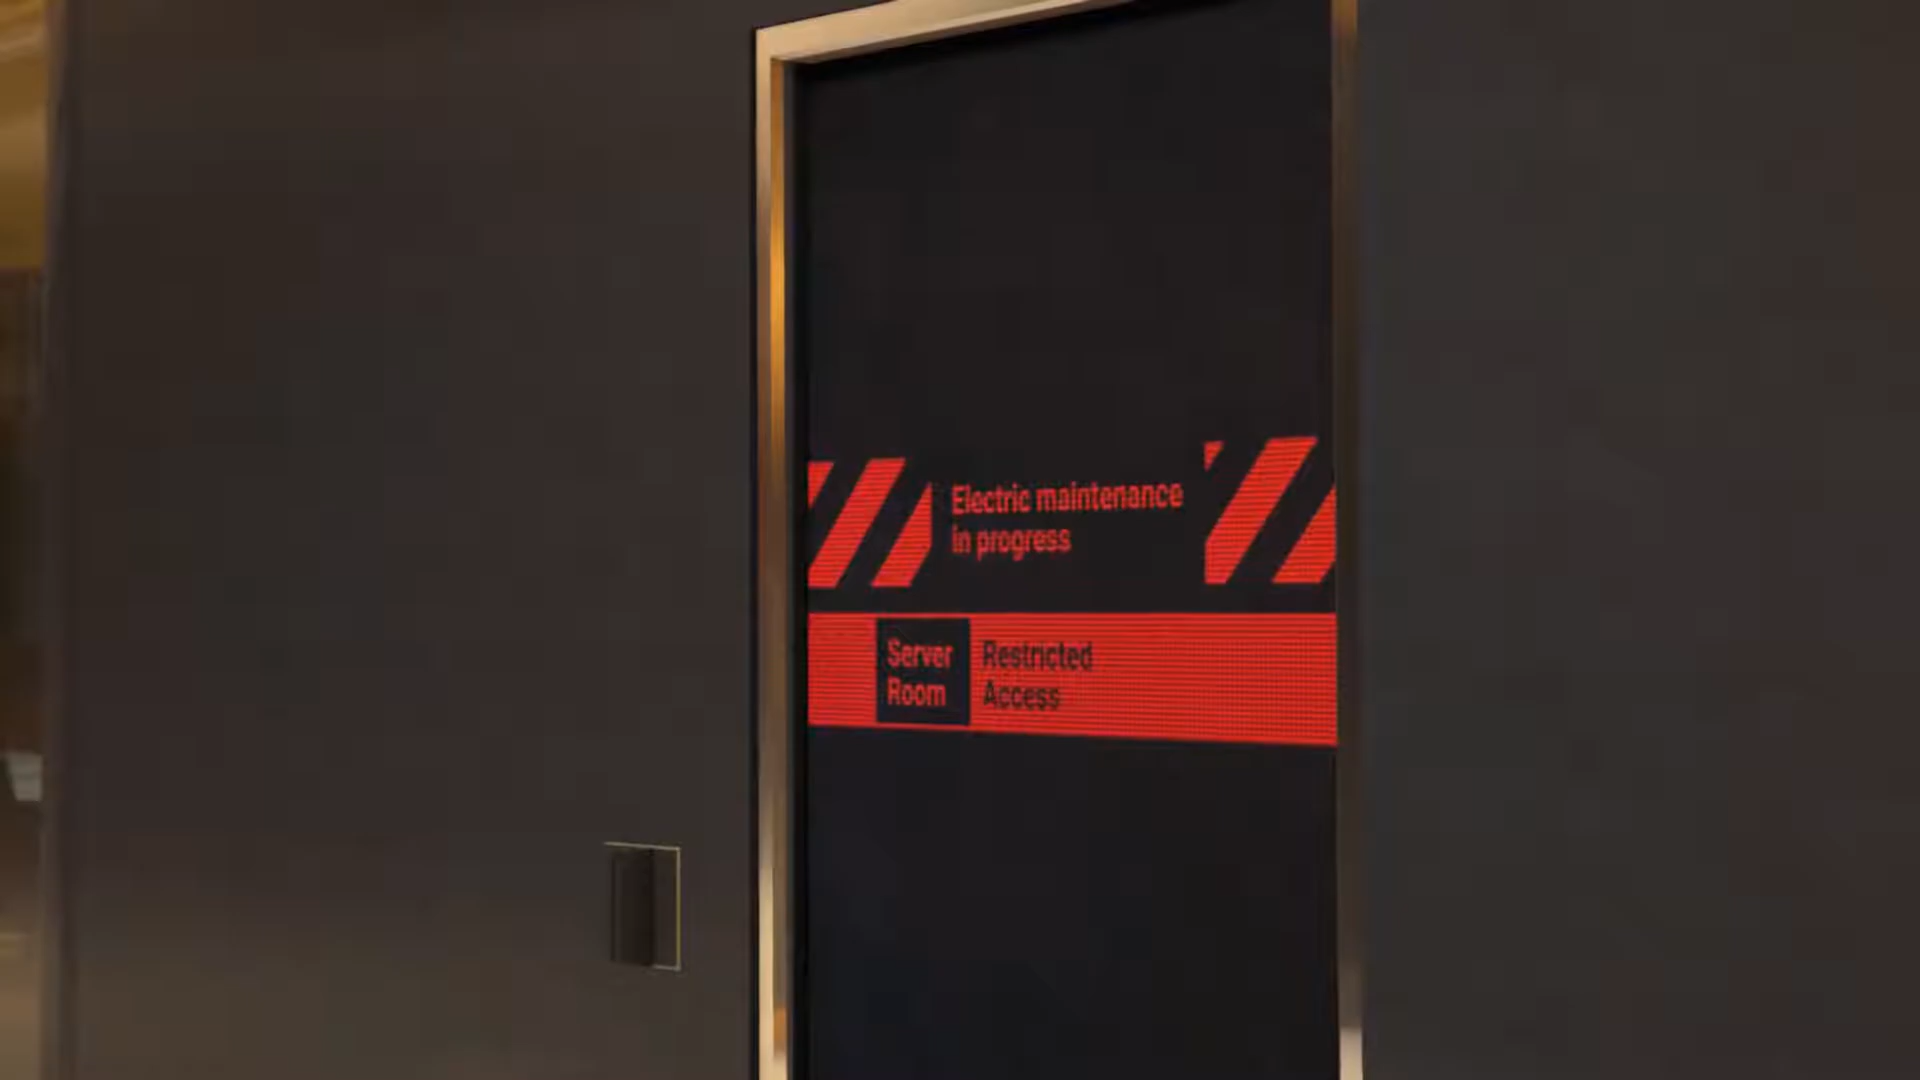 Electric maintenance
in progress
Server
Room
Restricted
Access